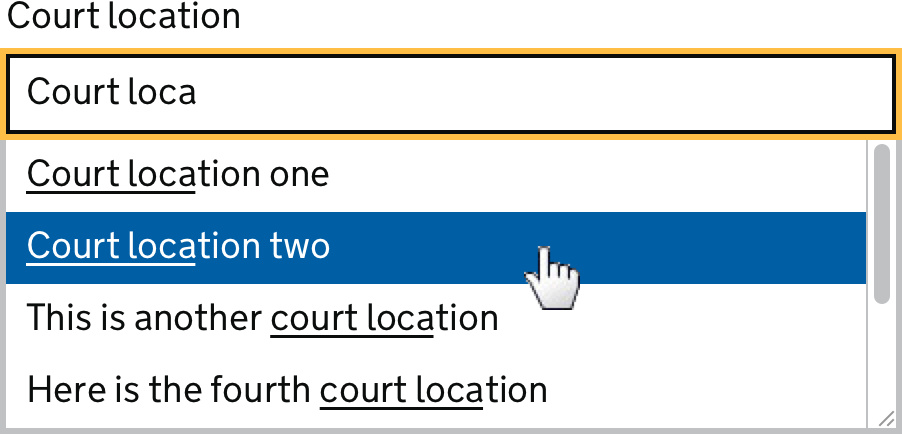 Court location
Court loca
Court location one
Court location two
This is another court location
Here is the fourth court location